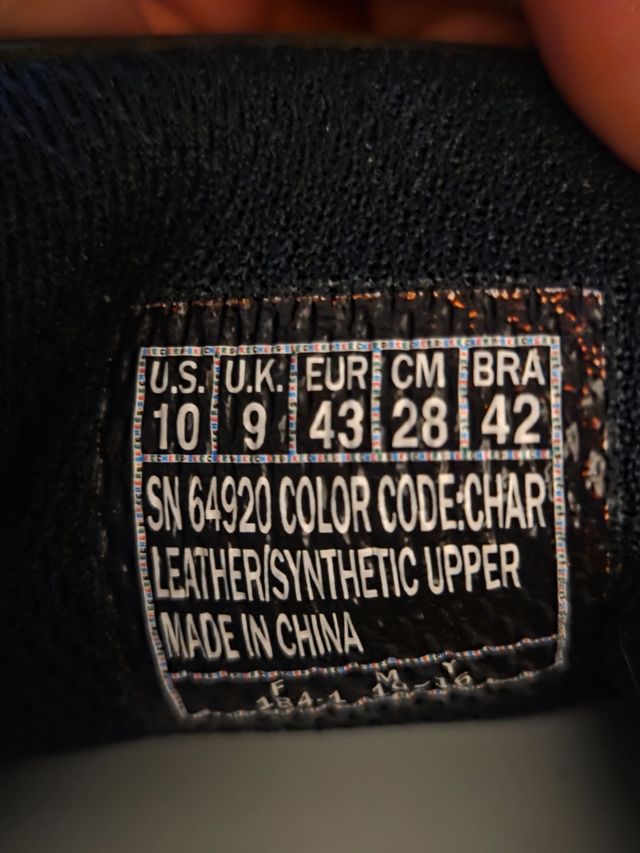 U.S. U.K. EUR CM BRA
10 9 43 28 42
SN 64920 COLOR CODE:CHAR
LEATHER/SYNTHETIC UPPER
MADE IN CHINA
F M Y